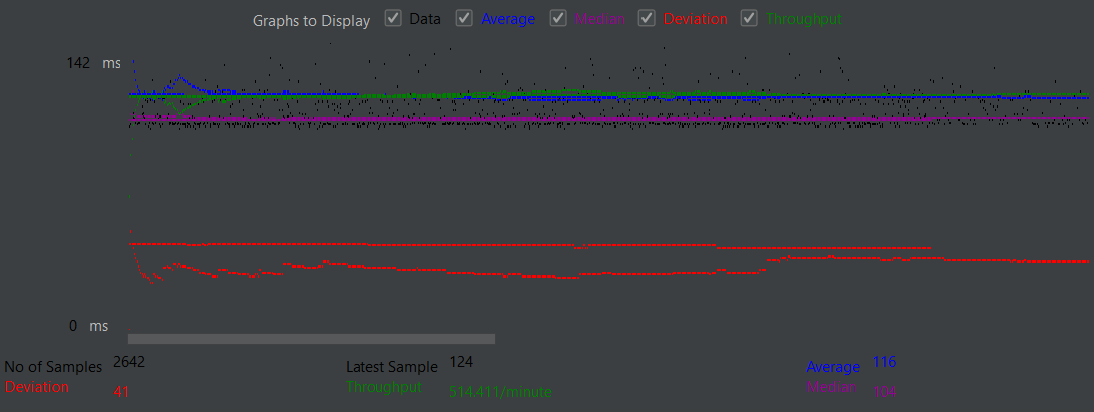 Graphs to Display Data Average Median Deviation Throughput
142 ms
0 ms
No of Samples 2642 Latest Sample 124 Average 116
Deviation 41 Throughput 514.411/minute Median